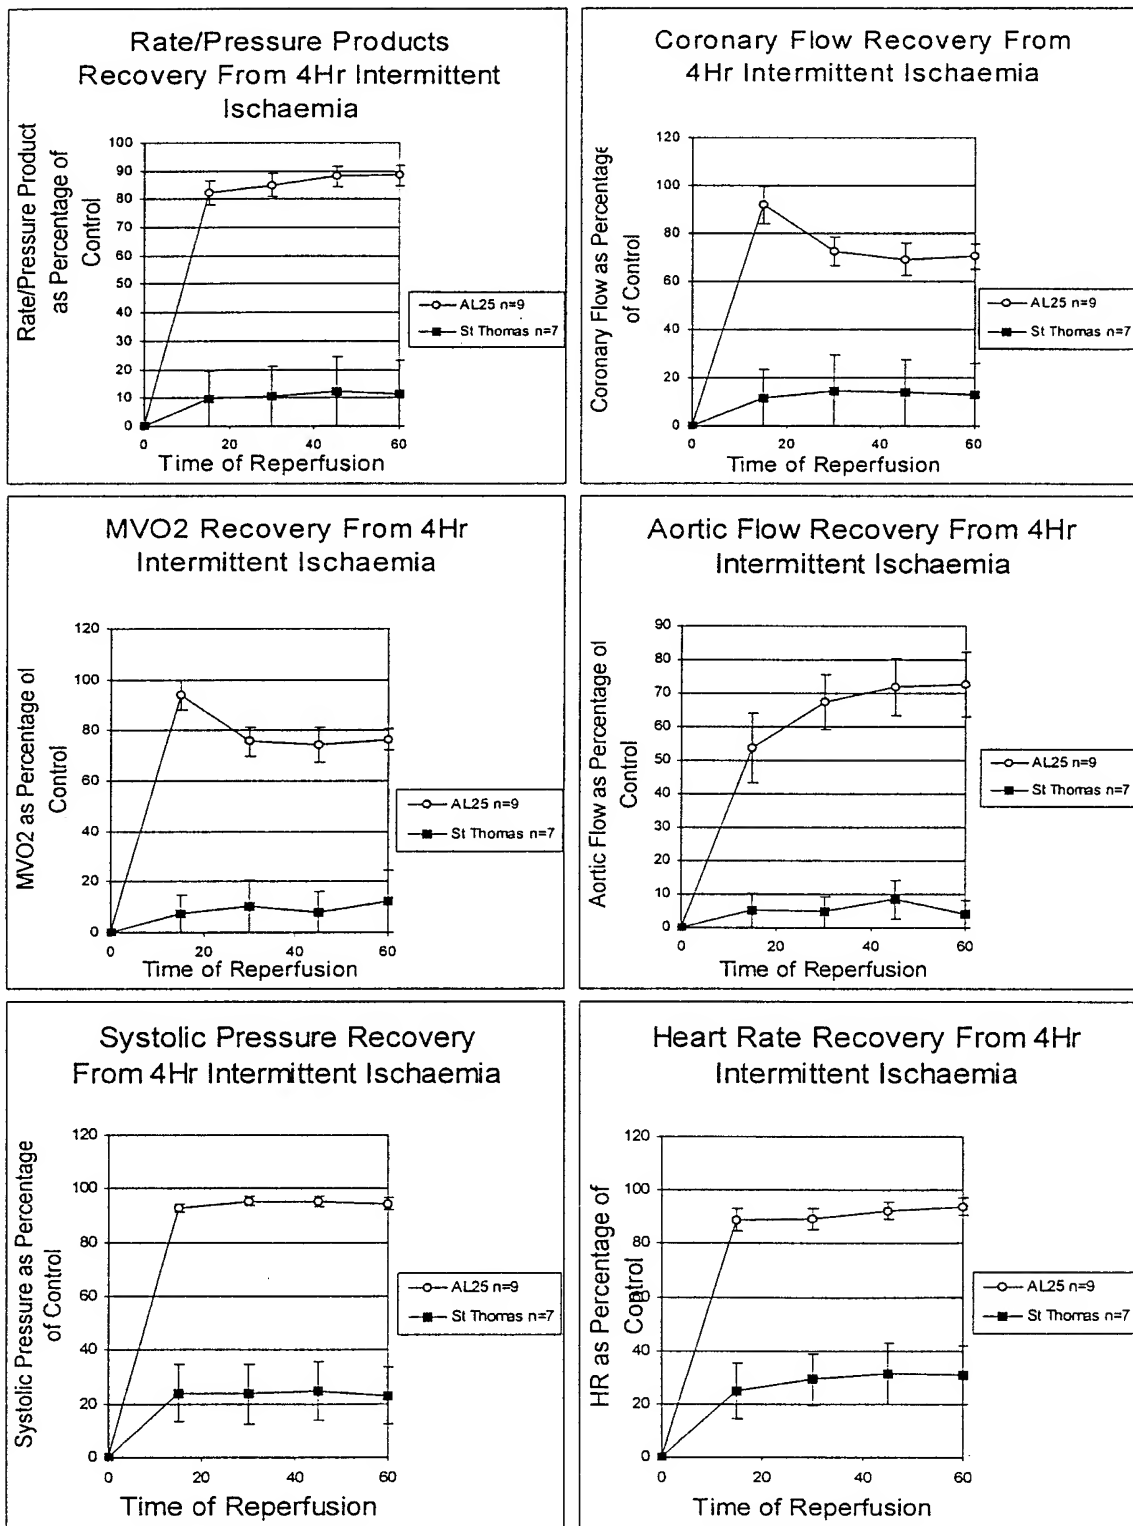 Rate/Pressure Products
Recovery From 4Hr Intermittent
Ischaemia
Rate/Pressure Product
as Percentage of
Control
100
90
80
70
60
50
40
30
20
10
0
0 20 40 60
Time of Reperfusion
AL25 n=9
St Thomas n=7
Coronary Flow Recovery From
4Hr Intermittent Ischaemia
Coronary Flow as Percentage
of Control
120
100
80
60
40
20
0
0 20 40 60
Time of Reperfusion
AL25 n=9
St Thomas n=7
MVO2 Recovery From 4Hr
Intermittent Ischaemia
MVO2 as Percentage of
Control
120
100
80
60
40
20
0
0 20 40 60
Time of Reperfusion
AL25 n=9
St Thomas n=7
Aortic Flow Recovery From 4Hr
Intermittent Ischaemia
Aortic Flow as Percentage of
Control
90
80
70
60
50
40
30
20
10
0
0 20 40 60
Time of Reperfusion
AL25 n=9
St Thomas n=7
Systolic Pressure Recovery
From 4Hr Intermittent Ischaemia
Systolic Pressure as Percentage
of Control
120
100
80
60
40
20
0
0 20 40 60
Time of Reperfusion
AL25 n=9
St Thomas n=7
Heart Rate Recovery From 4Hr
Intermittent Ischaemia
HR as Percentage of
Control
120
100
80
60
40
20
0
0 20 40 60
Time of Reperfusion
AL25 n=9
St Thomas n=7